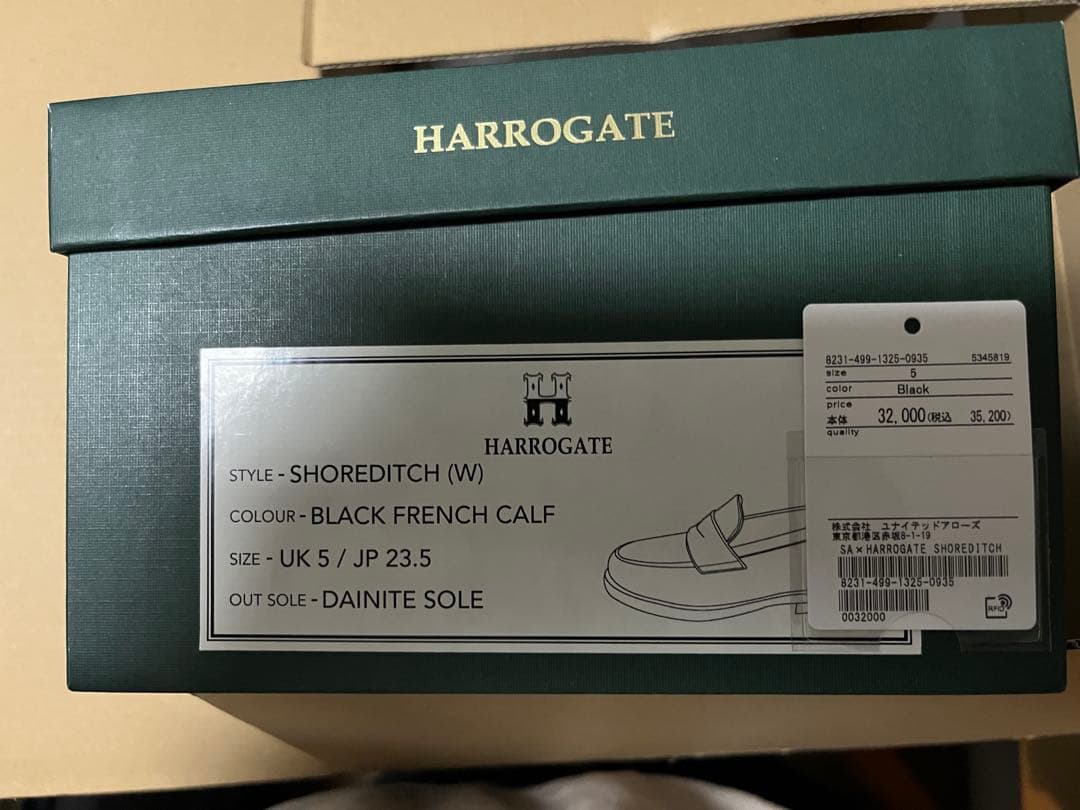 HARROGATE
HARROGATE
STYLE - SHOREDITCH (W)
COLOUR - BLACK FRENCH CALF
SIZE - UK 5 / JP 23.5
OUT SOLE - DAINITE SOLE
8231-499-1325-0935 5345819
size 5
color Black
price
本体 32,000(税込 35,200)
quality
株式会社 ユナイテッドアローズ
東京都港区赤坂8-1-19
SA×HARROGATE SHOREDITCH
8231-499-1325-0935
0032000
RFID